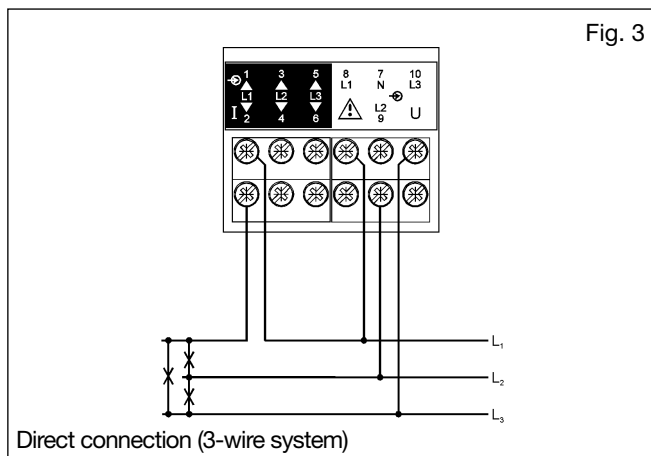 Fig. 3
1 3 5 8 7 10
L1 N L3
L1 L2 L3
L2
I 2 4 6 9 U
L1
L2
L3
Direct connection (3-wire system)